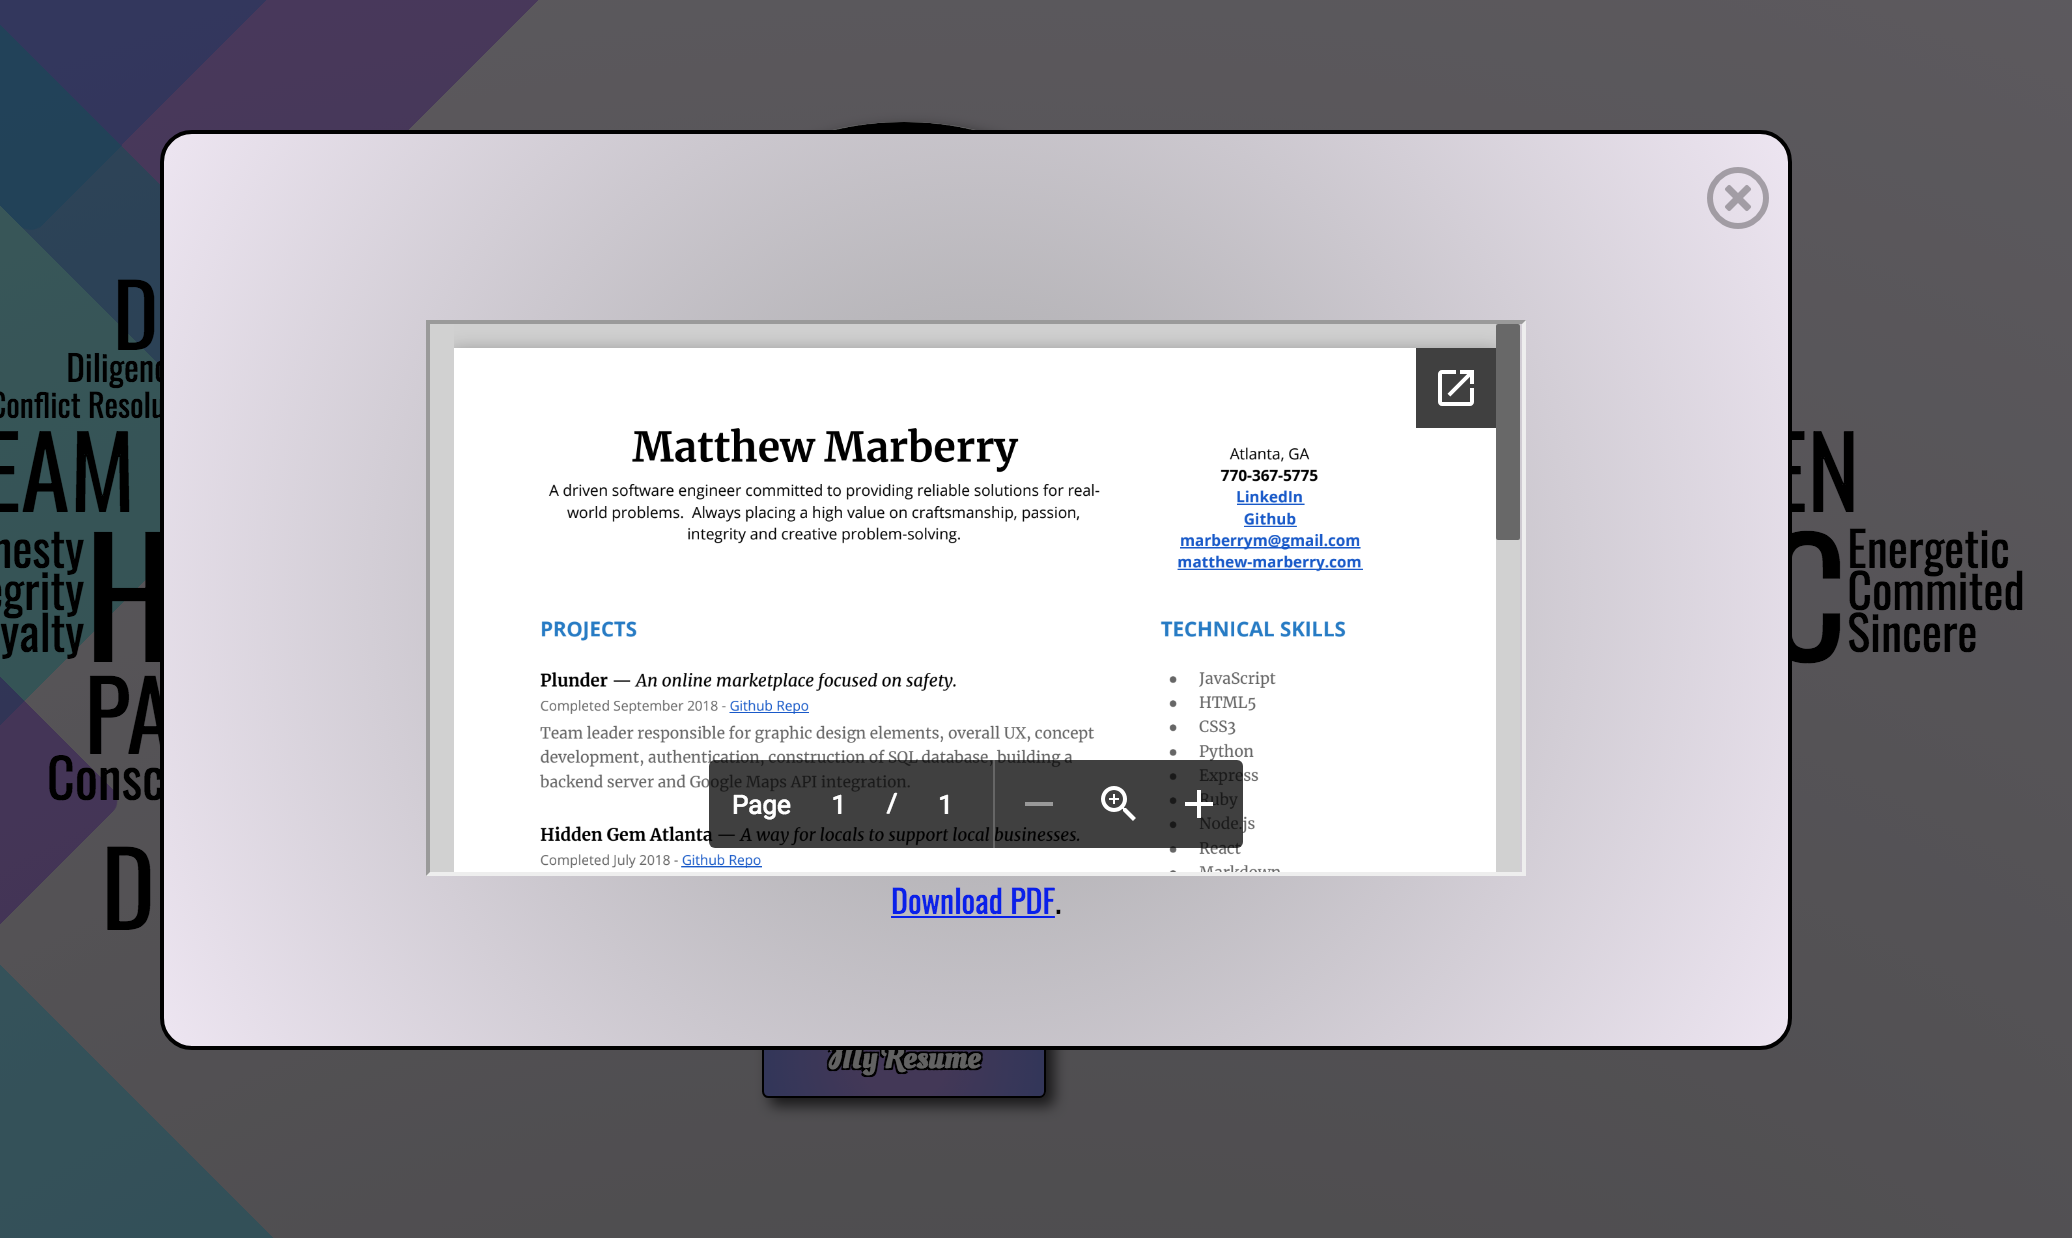 Matthew Marberry
A driven software engineer committed to providing reliable solutions for real-
world problems.  Always placing a high value on craftsmanship, passion,
integrity and creative problem-solving.
Atlanta, GA
770-367-5775
LinkedIn
Github
marberrym@gmail.com
matthew-marberry.com
PROJECTS
Plunder — An online marketplace focused on safety.
Completed September 2018 - Github Repo
Team leader responsible for graphic design elements, overall UX, concept
development, authentication, construction of SQL database, building a
backend server and Google Maps API integration.
Hidden Gem Atlanta — A way for locals to support local businesses.
Completed July 2018 - Github Repo
TECHNICAL SKILLS
● JavaScript
● HTML5
● CSS3
● Python
● Express
● Ruby
● Node.js
● React
● Markdown
Page 1 / 1
Download PDF.
D
Diligenc
Conflict Resolu
EAM
nesty
egrity
yalty
H
PA
Consc
D
EN
C
Energetic
Commited
Sincere
My Resume